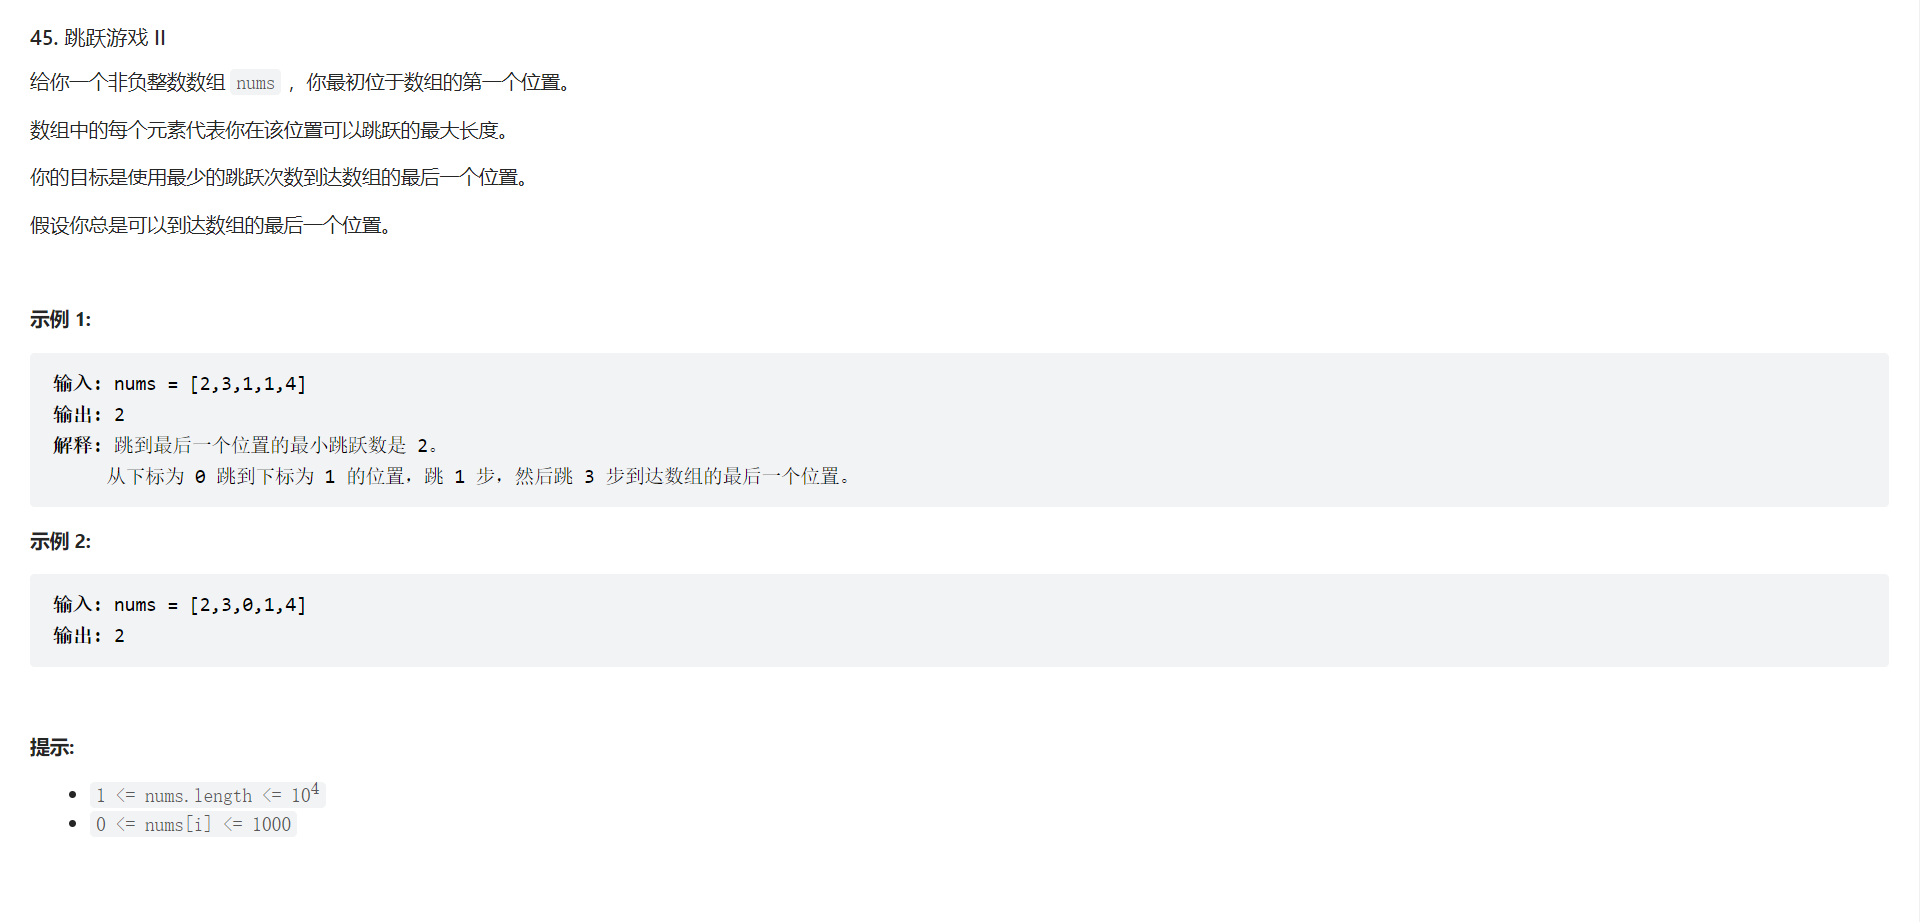 45. 跳跃游戏 II
给你一个非负整数数组 nums ，你最初位于数组的第一个位置。
数组中的每个元素代表你在该位置可以跳跃的最大长度。
你的目标是使用最少的跳跃次数到达数组的最后一个位置。
假设你总是可以到达数组的最后一个位置。
示例 1:
输入: nums = [2,3,1,1,4]
输出: 2
解释: 跳到最后一个位置的最小跳跃数是 2。
从下标为 0 跳到下标为 1 的位置，跳 1 步，然后跳 3 步到达数组的最后一个位置。
示例 2:
输入: nums = [2,3,0,1,4]
输出: 2
提示:
• 1 <= nums.length <= 10⁴
• 0 <= nums[i] <= 1000